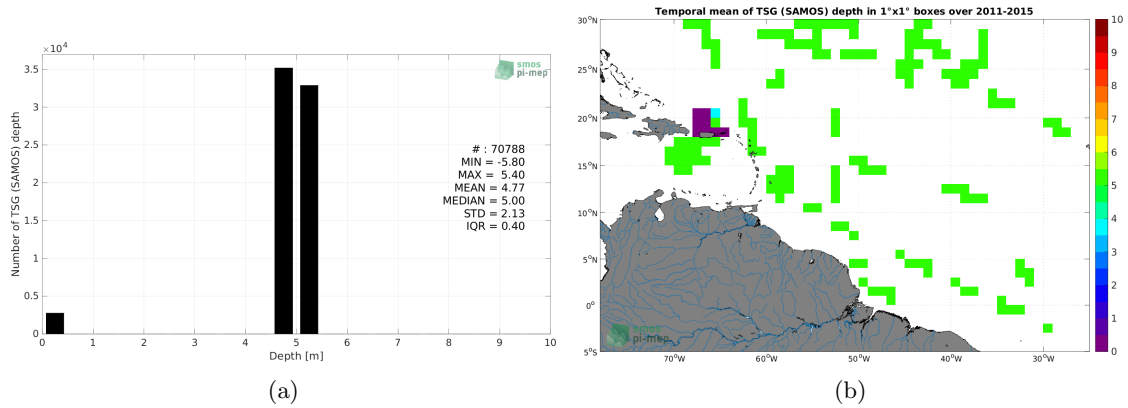 ×10⁴
3.5
3
2.5
2
1.5
1
0.5
0
Number of TSG (SAMOS) depth
smos
pi-mep
# : 70788
MIN = -5.80
MAX = 5.40
MEAN = 4.77
MEDIAN = 5.00
STD = 2.13
IQR = 0.40
0 1 2 3 4 5 6 7 8 9 10
Depth [m]
(a)
Temporal mean of TSG (SAMOS) depth in 1°x1° boxes over 2011-2015
30°N
25°N
20°N
15°N
10°N
5°N
0°
5°S
smos
pi-mep
70°W 60°W 50°W 40°W 30°W
10
9
8
7
6
5
4
3
2
1
0
(b)